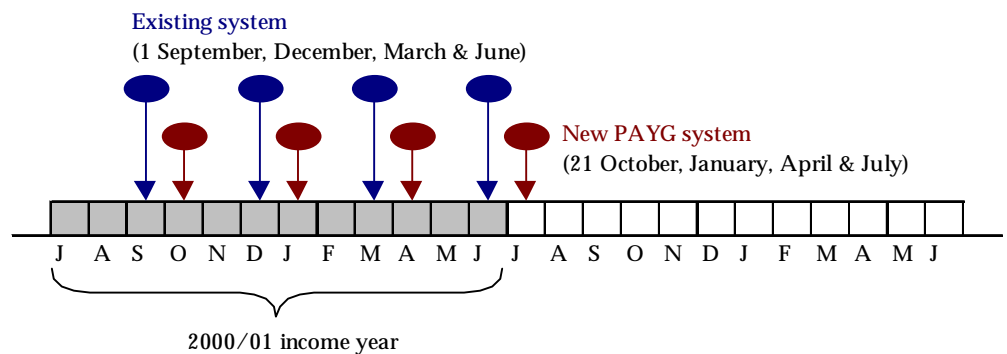 Existing system
(1 September, December, March & June)
New PAYG system
(21 October, January, April & July)
J A S O N D J F M A M J J A S O N D J F M A M J
2000/01 income year